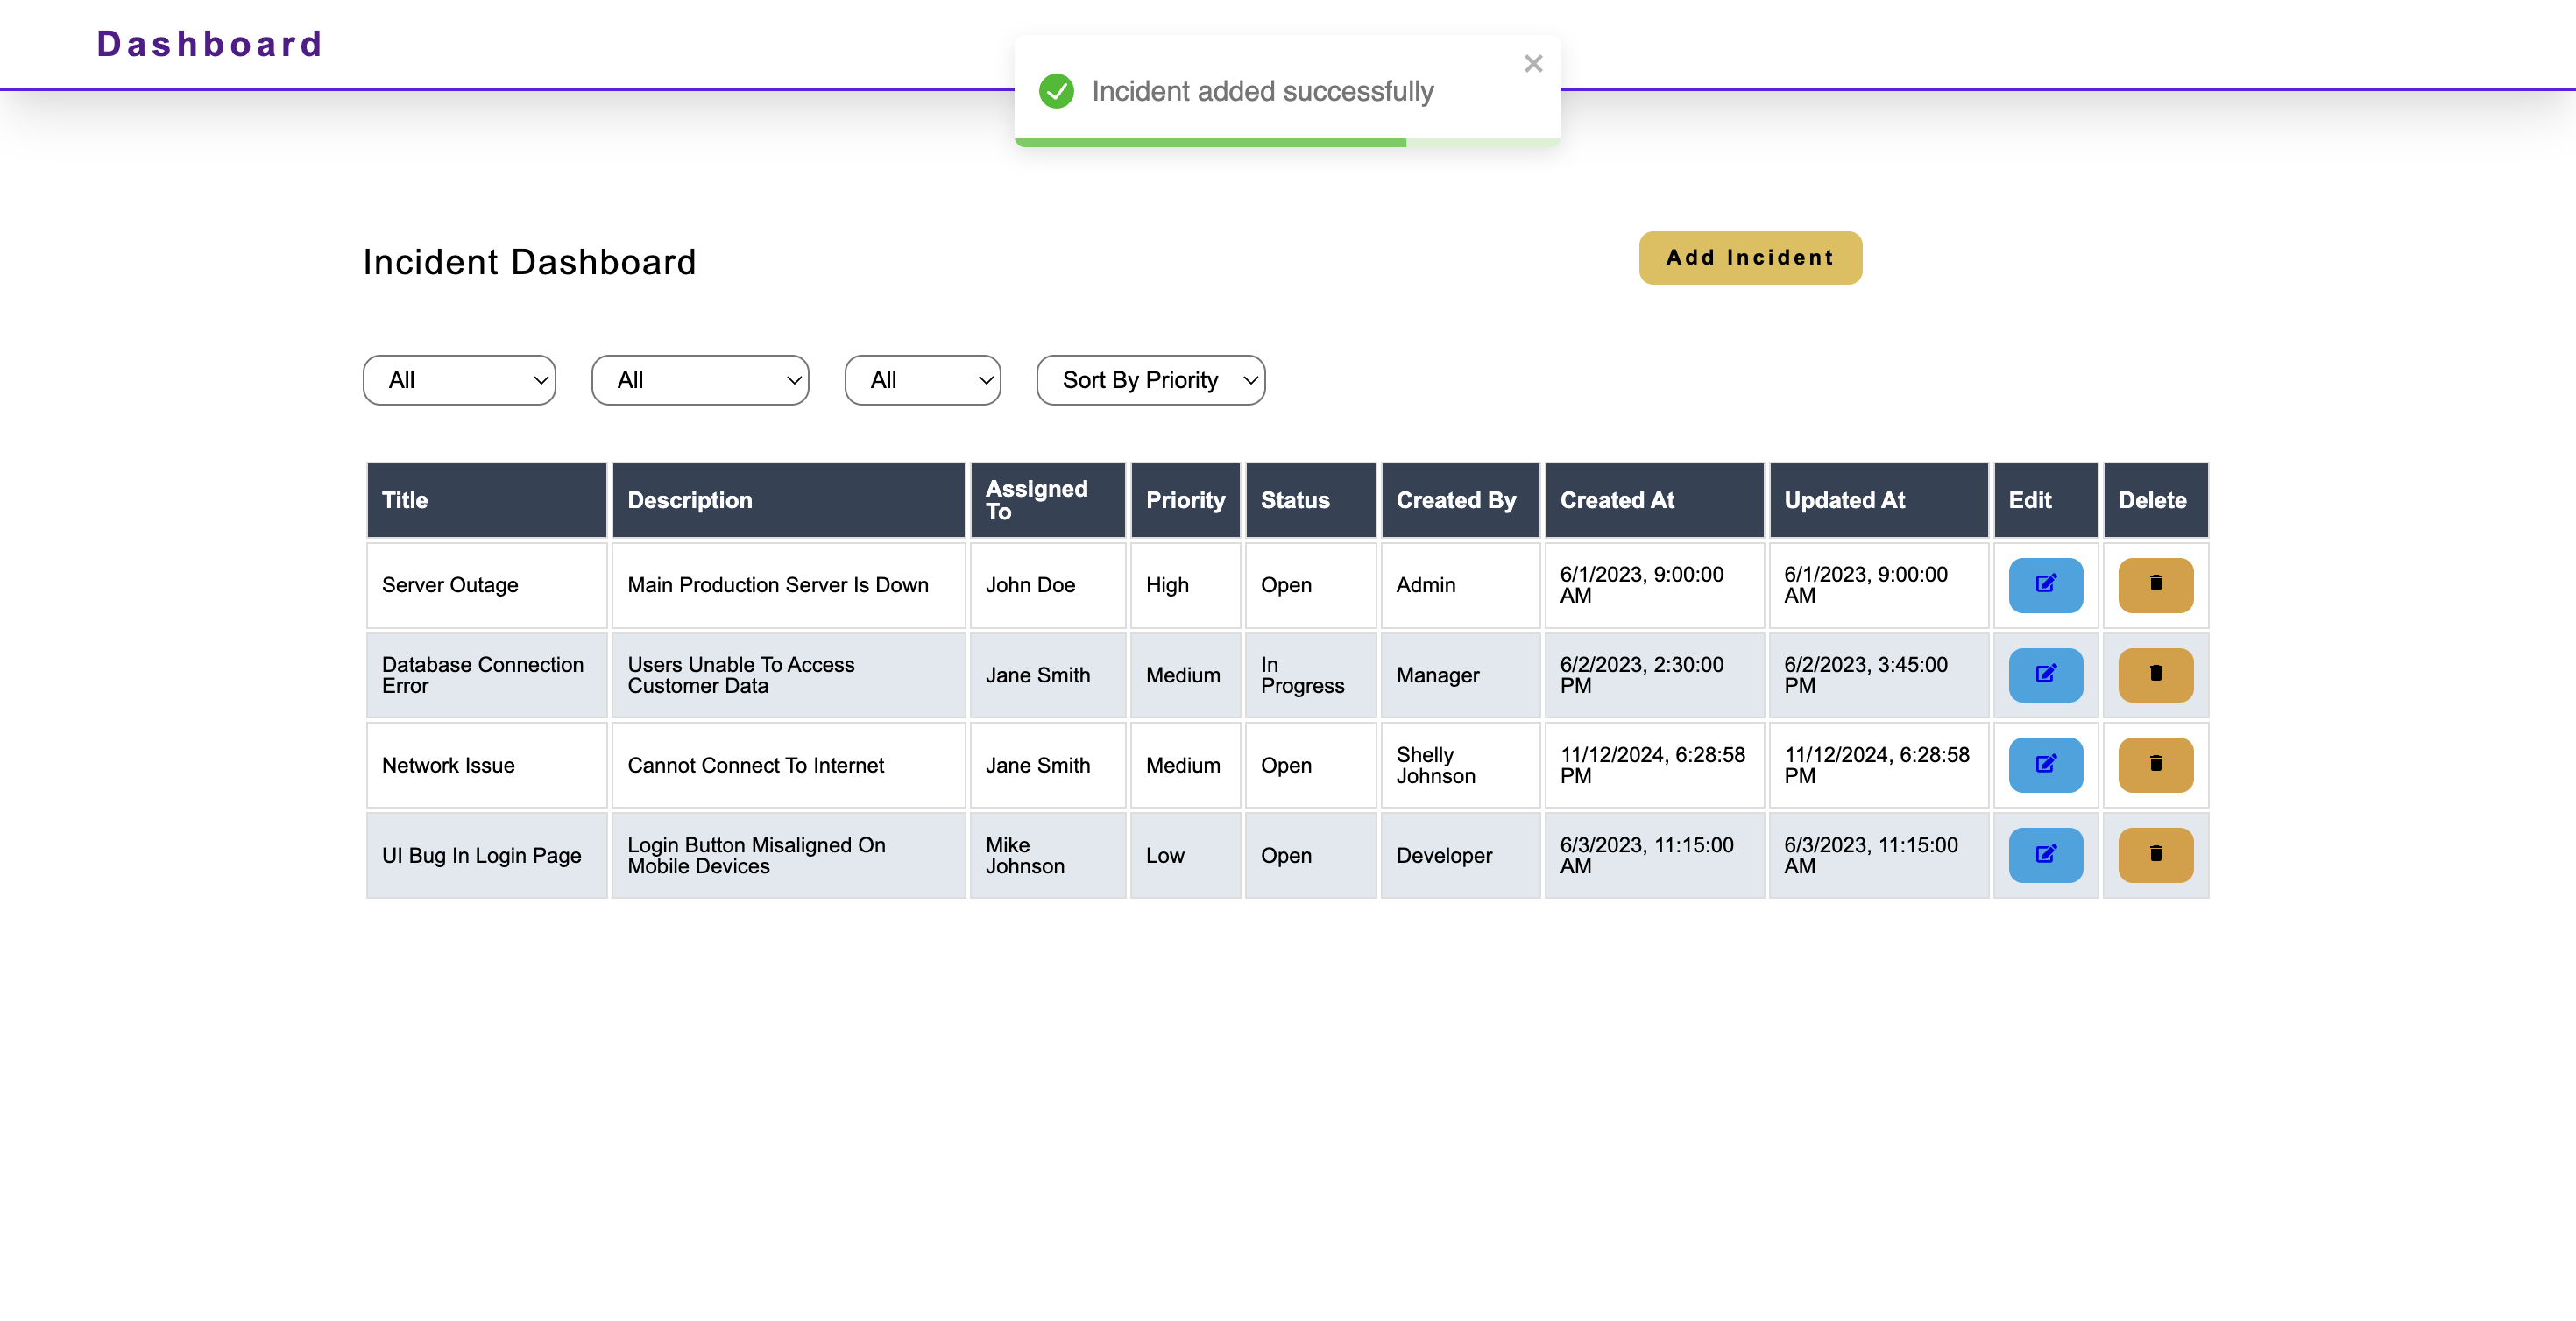 Dashboard
Incident added successfully
Incident Dashboard
Add Incident
All
All
All
Sort By Priority
Title
Description
Assigned
To
Priority
Status
Created By
Created At
Updated At
Edit
Delete
Server Outage
Main Production Server Is Down
John Doe
High
Open
Admin
6/1/2023, 9:00:00
AM
6/1/2023, 9:00:00
AM
Database Connection
Error
Users Unable To Access
Customer Data
Jane Smith
Medium
In
Progress
Manager
6/2/2023, 2:30:00
PM
6/2/2023, 3:45:00
PM
Network Issue
Cannot Connect To Internet
Jane Smith
Medium
Open
Shelly
Johnson
11/12/2024, 6:28:58
PM
11/12/2024, 6:28:58
PM
UI Bug In Login Page
Login Button Misaligned On
Mobile Devices
Mike
Johnson
Low
Open
Developer
6/3/2023, 11:15:00
AM
6/3/2023, 11:15:00
AM